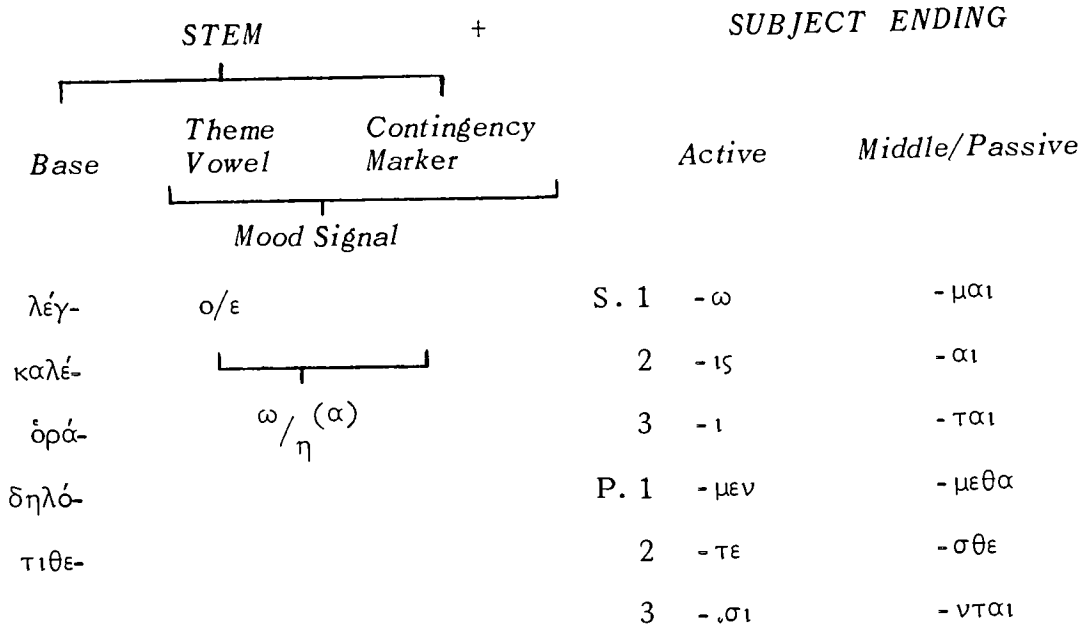 STEM + SUBJECT ENDING
Theme Contingency
Base Vowel Marker Active Middle/Passive
Mood Signal
λέγ- ο/ε S. 1 -ω -μαι
καλέ- 2 -ις -αι
ὁρά- ω/η(α) 3 -ι -ται
δηλό- P. 1 -μεν -μεθα
τιθε- 2 -τε -σθε
3 -.σι -νται